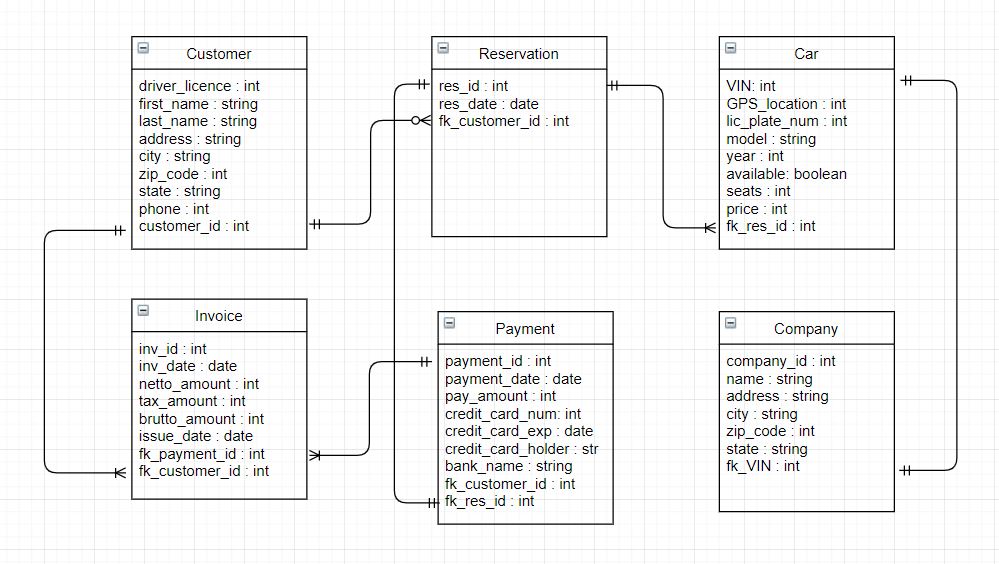 Customer
driver_licence : int
first_name : string
last_name : string
address : string
city : string
zip_code : int
state : string
phone : int
customer_id : int
Reservation
res_id : int
res_date : date
fk_customer_id : int
Car
VIN: int
GPS_location : int
lic_plate_num : int
model : string
year : int
available: boolean
seats : int
price : int
fk_res_id : int
Invoice
inv_id : int
inv_date : date
netto_amount : int
tax_amount : int
brutto_amount : int
issue_date : date
fk_payment_id : int
fk_customer_id : int
Payment
payment_id : int
payment_date : date
pay_amount : int
credit_card_num: int
credit_card_exp : date
credit_card_holder : str
bank_name : string
fk_customer_id : int
fk_res_id : int
Company
company_id : int
name : string
address : string
city : string
zip_code : int
state : string
fk_VIN : int